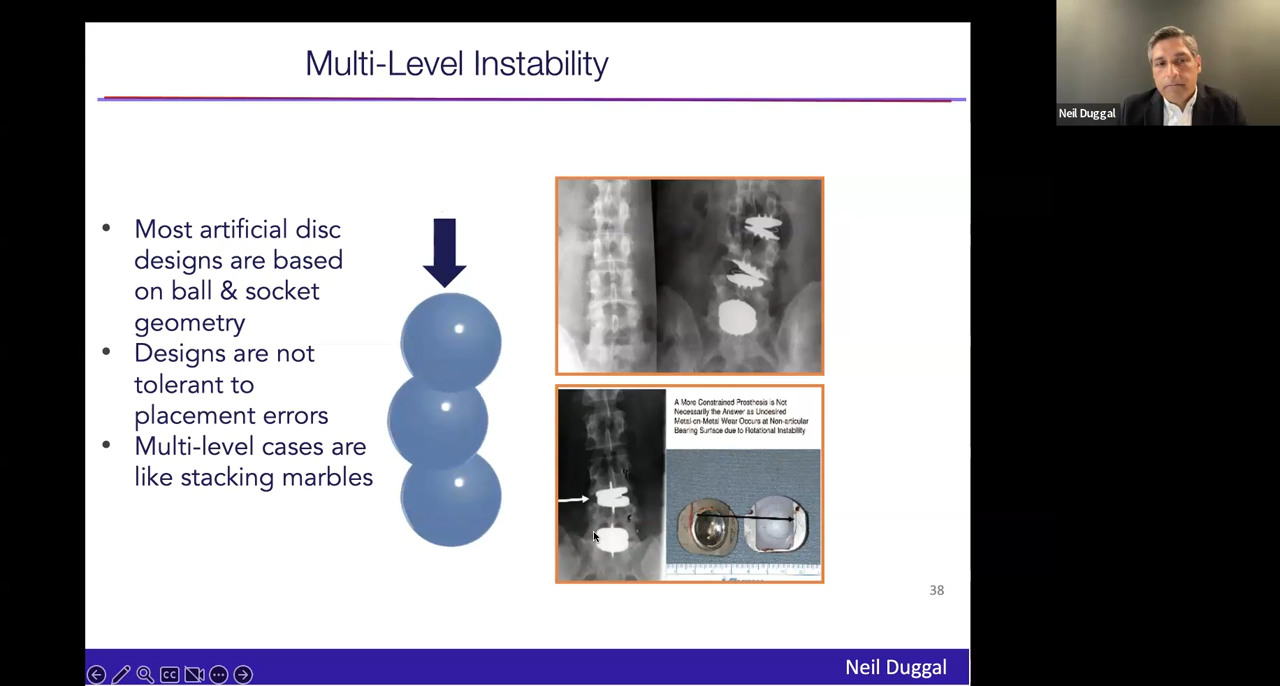 Multi-Level Instability
Neil Duggal
• Most artificial disc
designs are based
on ball & socket
geometry
• Designs are not
tolerant to
placement errors
• Multi-level cases are
like stacking marbles
A More Constrained Prosthesis is Not
Necessarily the Answer as Undesired
Metal-on-Metal Wear Occurs at Non-articular
Bearing Surface due to Rotational Instability
38
CC
Neil Duggal